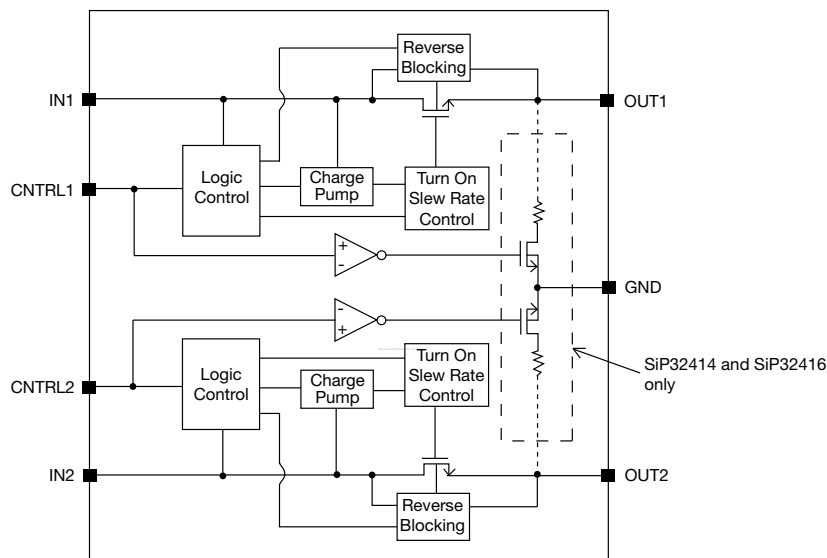 Reverse
Blocking
IN1
OUT1
Logic
Control
Charge
Pump
Turn On
Slew Rate
Control
CNTRL1
+
-
GND
-
+
SiP32414 and SiP32416
only
CNTRL2
Logic
Control
Charge
Pump
Turn On
Slew Rate
Control
IN2
OUT2
Reverse
Blocking